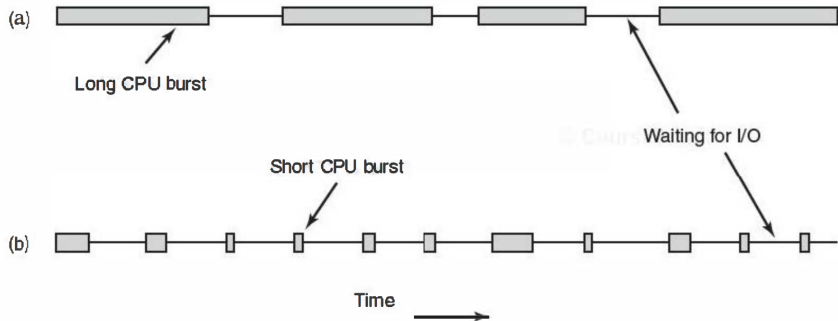 (a)
Long CPU burst
Waiting for I/O
Short CPU burst
(b)
Time